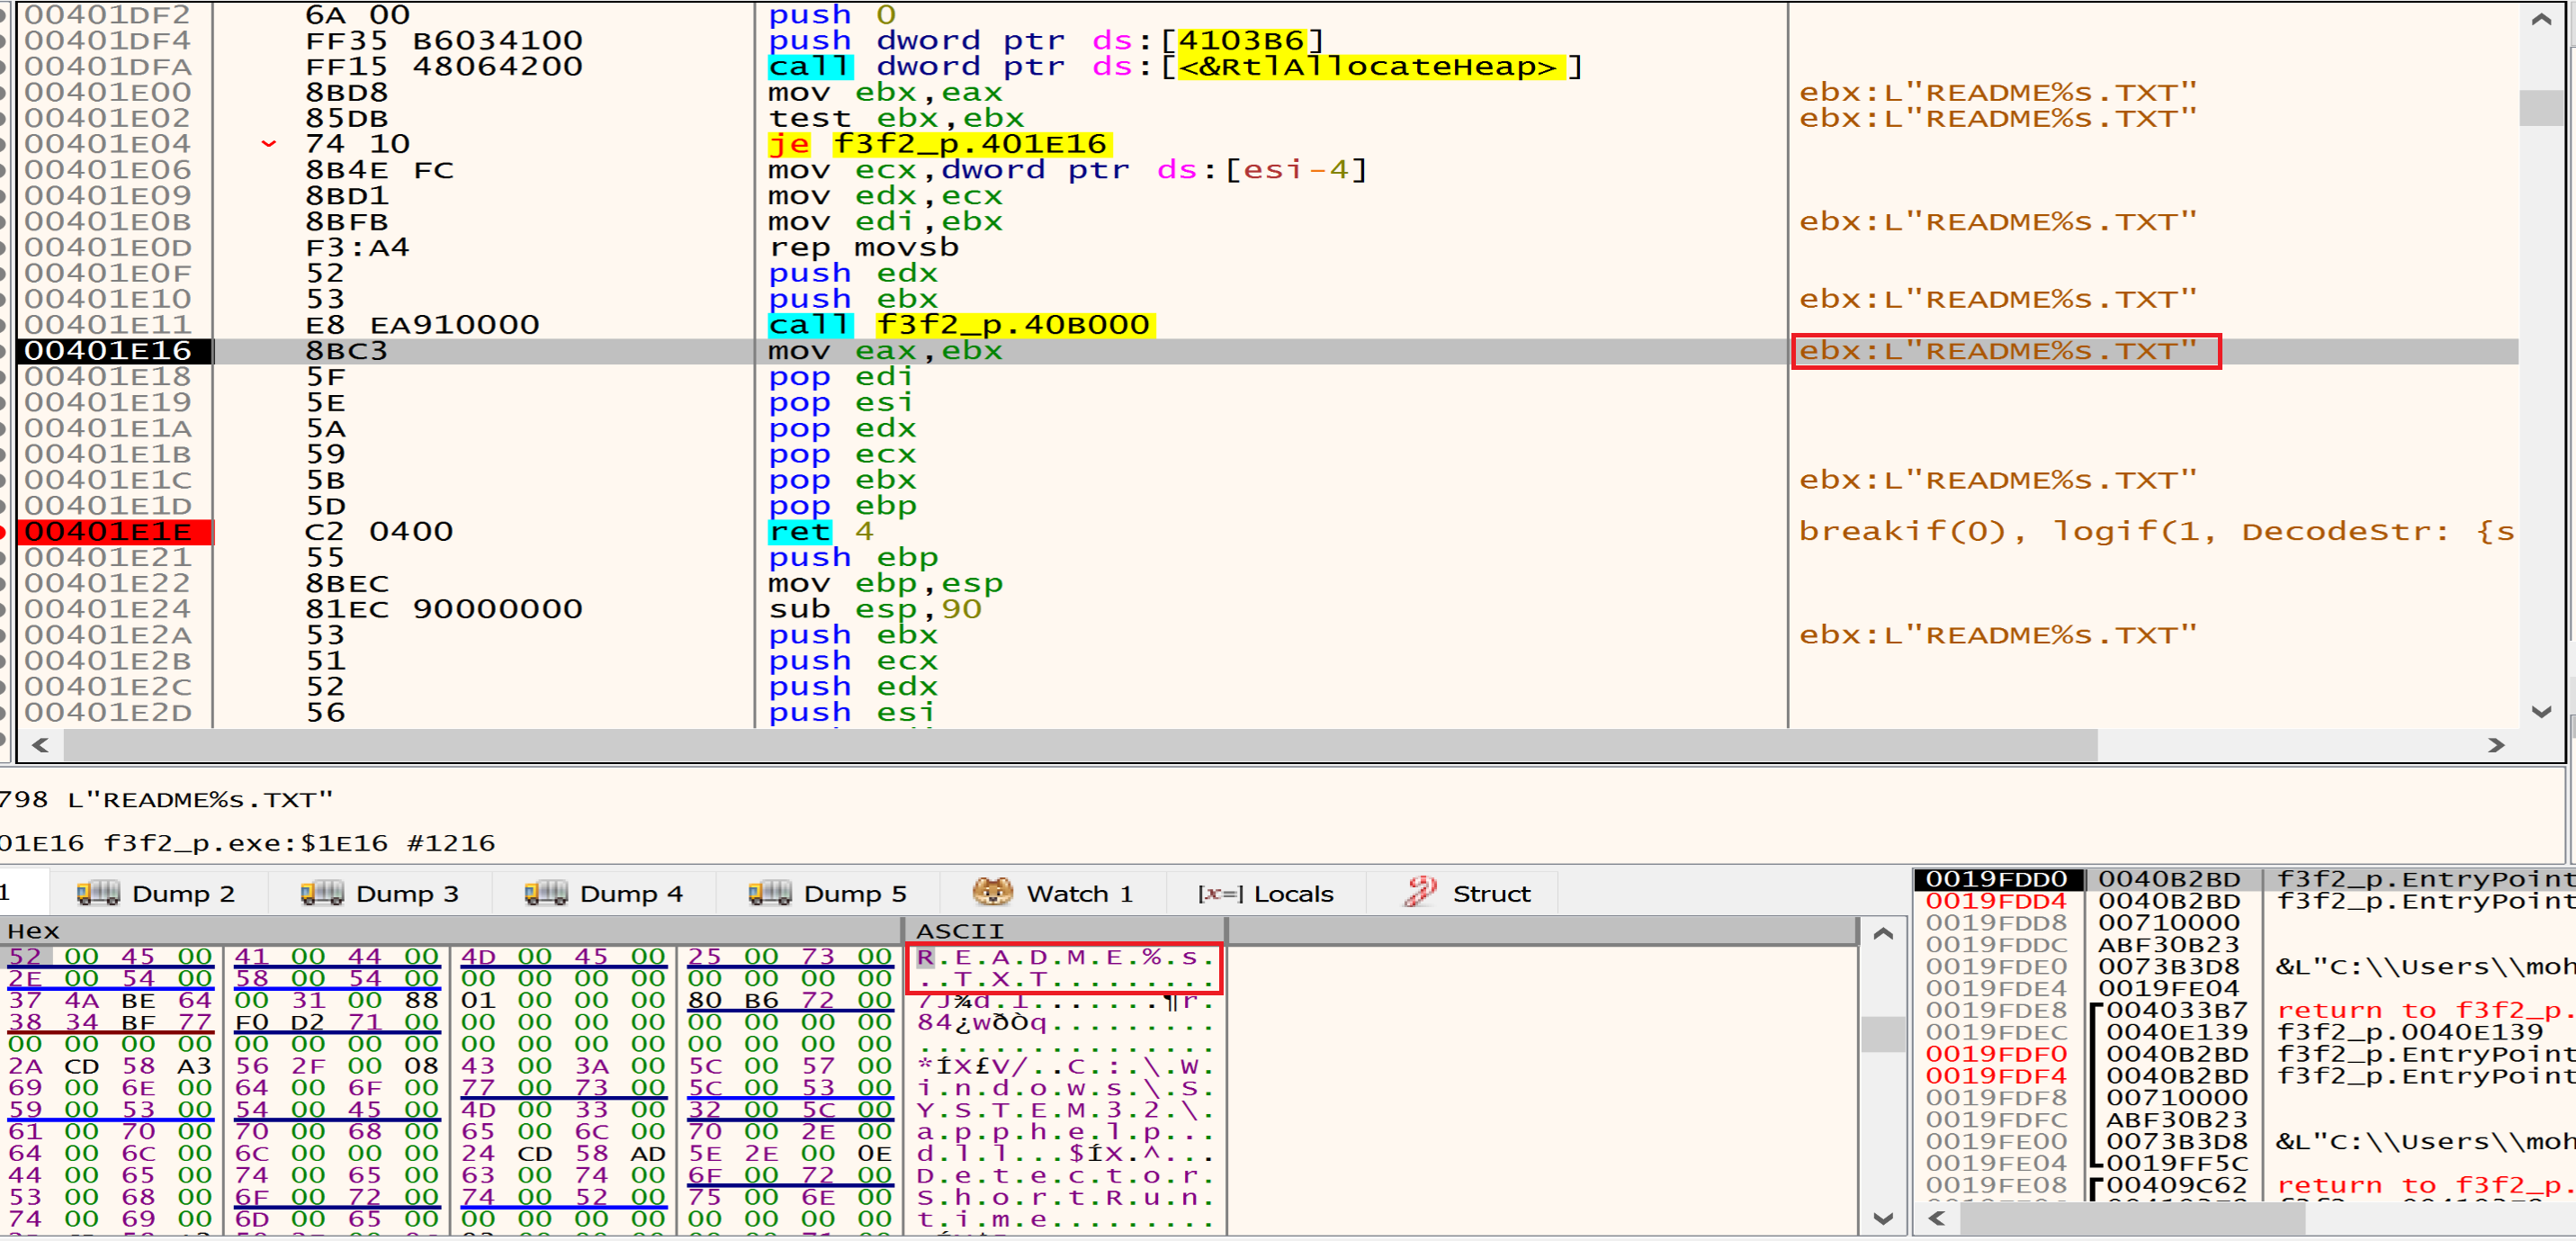 00401DF2 6A 00 push 0
00401DF4 FF35 B6034100 push dword ptr ds:[4103B6]
00401DFA FF15 48064200 call dword ptr ds:[<&RtlAllocateHeap>]
00401E00 8BD8 mov ebx,eax ebx:L"README%s.TXT"
00401E02 85DB test ebx,ebx ebx:L"README%s.TXT"
00401E04 74 10 je f3f2_p.401E16
00401E06 8B4E FC mov ecx,dword ptr ds:[esi-4]
00401E09 8BD1 mov edx,ecx
00401E0B 8BFB mov edi,ebx ebx:L"README%s.TXT"
00401E0D F3:A4 rep movsb
00401E0F 52 push edx
00401E10 53 push ebx ebx:L"README%s.TXT"
00401E11 E8 EA910000 call f3f2_p.40B000
00401E16 8BC3 mov eax,ebx ebx:L"README%s.TXT"
00401E18 5F pop edi
00401E19 5E pop esi
00401E1A 5A pop edx
00401E1B 59 pop ecx
00401E1C 5B pop ebx ebx:L"README%s.TXT"
00401E1D 5D pop ebp
00401E1E C2 0400 ret 4 breakif(0), logif(1, DecodeStr: {s
00401E21 55 push ebp
00401E22 8BEC mov ebp,esp
00401E24 81EC 90000000 sub esp,90
00401E2A 53 push ebx ebx:L"README%s.TXT"
00401E2B 51 push ecx
00401E2C 52 push edx
00401E2D 56 push esi
798 L"README%s.TXT"
01E16 f3f2_p.exe:$1E16 #1216
1 Dump 2 Dump 3 Dump 4 Dump 5 Watch 1 [x=] Locals Struct
Hex ASCII
52 00 45 00 41 00 44 00 4D 00 45 00 25 00 73 00 R.E.A.D.M.E.%.s.
2E 00 54 00 58 00 54 00 00 00 00 00 00 00 00 00 ..T.X.T.........
37 4A BE 64 00 31 00 88 01 00 00 00 80 B6 72 00 7J¾d.1.......¶r.
38 34 BF 77 F0 D2 71 00 00 00 00 00 00 00 00 00 84¿wðòq.........
00 00 00 00 00 00 00 00 00 00 00 00 00 00 00 00 ................
2A CD 58 A3 56 2F 00 08 43 00 3A 00 5C 00 57 00 *ÍX£V/..C.:.\.W.
69 00 6E 00 64 00 6F 00 77 00 73 00 5C 00 53 00 i.n.d.o.w.s.\.S.
59 00 53 00 54 00 45 00 4D 00 33 00 32 00 5C 00 Y.S.T.E.M.3.2.\.
61 00 70 00 70 00 68 00 65 00 6C 00 70 00 2E 00 a.p.p.h.e.l.p...
64 00 6C 00 6C 00 00 00 24 CD 58 AD 5E 2E 00 0E d.l.l...$ÍX.^...
44 00 65 00 74 00 65 00 63 00 74 00 6F 00 72 00 D.e.t.e.c.t.o.r.
53 00 68 00 6F 00 72 00 74 00 52 00 75 00 6E 00 S.h.o.r.t.R.u.n.
74 00 69 00 6D 00 65 00 00 00 00 00 00 00 00 00 t.i.m.e.........
0019FDD0 0040B2BD f3f2_p.EntryPoint
0019FDD4 0040B2BD f3f2_p.EntryPoint
0019FDD8 00710000
0019FDDC ABF30B23
0019FDE0 0073B3D8 &L"C:\\Users\\moh
0019FDE4 0019FE04
0019FDE8 004033B7 return to f3f2_p.
0019FDEC 0040E139 f3f2_p.0040E139
0019FDF0 0040B2BD f3f2_p.EntryPoint
0019FDF4 0040B2BD f3f2_p.EntryPoint
0019FDF8 00710000
0019FDFC ABF30B23
0019FE00 0073B3D8 &L"C:\\Users\\moh
0019FE04 0019FF5C
0019FE08 00409C62 return to f3f2_p.